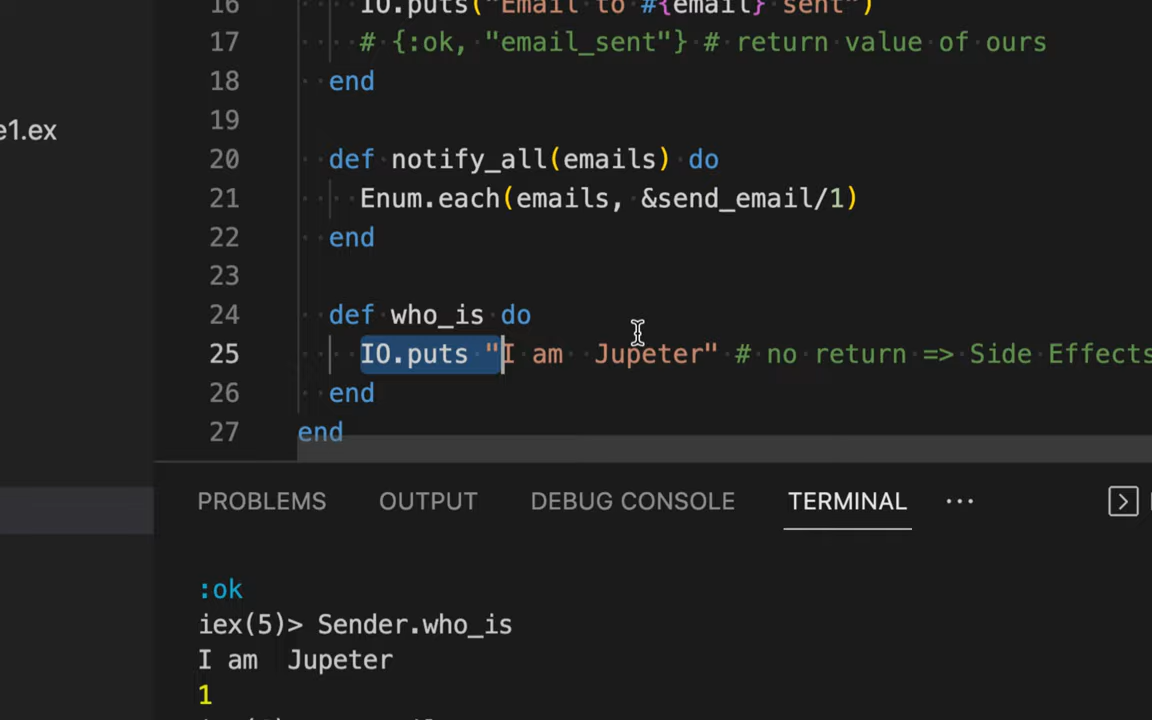 e1.ex
16 IO.puts("Email to #{email} sent")
17 # {:ok, "email_sent"} # return value of ours
18 end
19
20 def notify_all(emails) do
21 Enum.each(emails, &send_email/1)
22 end
23
24 def who_is do
25 IO.puts "I am  Jupeter" # no return => Side Effects
26 end
27 end
PROBLEMS OUTPUT DEBUG CONSOLE TERMINAL ···
:ok
iex(5)> Sender.who_is
I am  Jupeter
1